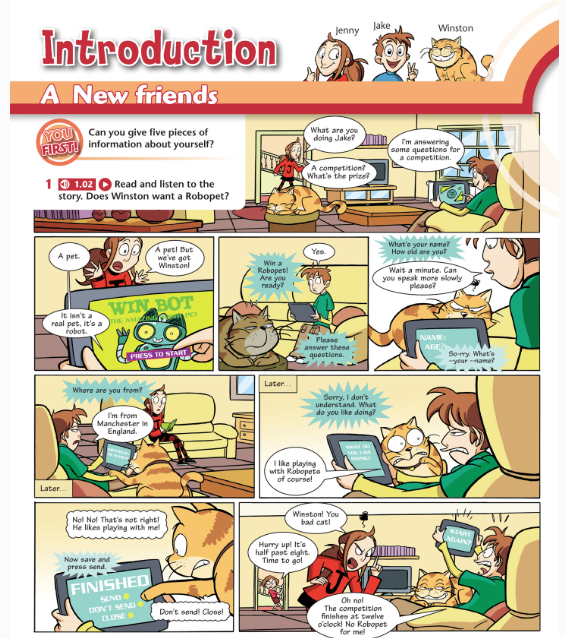 Introduction
Jenny
Jake
Winston
A New friends
YOU
FIRST!
Can you give five pieces of
information about yourself?
1 1.02 Read and listen to the
story. Does Winston want a Robopet?
What are you
doing Jake?
I'm answering
some questions for
a competition.
A competition?
What's the prize?
A pet.
A pet! But
we've got
Winston!
It isn't a
real pet, it's a
robot.
WIN BOT
THE AMAZING
PET
PRESS TO START
Win a
Robopet!
Are you
ready?
Yes.
Please
answer these
questions.
What's your name?
How old are you?
Wait a minute. Can
you speak more slowly
please?
NAME:
AGE
So-rry. What's
--your --name?
Where are you from?
I'm from
Manchester in
England.
Later...
Later...
Sorry, I don't
understand. What
do you like doing?
WHAT DO
YOU LIKE
DOING?
I like playing
with Robopets
of course!
No! No! That's not right!
He likes playing with me!
Now save and
press send.
FINISHED
SEND
DON'T SEND
CLOSE
Don't send! Close!
Winston! You
bad cat!
Hurry up! It's
half past eight.
Time to go!
START
AGAIN?
Oh no!
The competition
finishes at twelve
o'clock! No Robopet
for me!